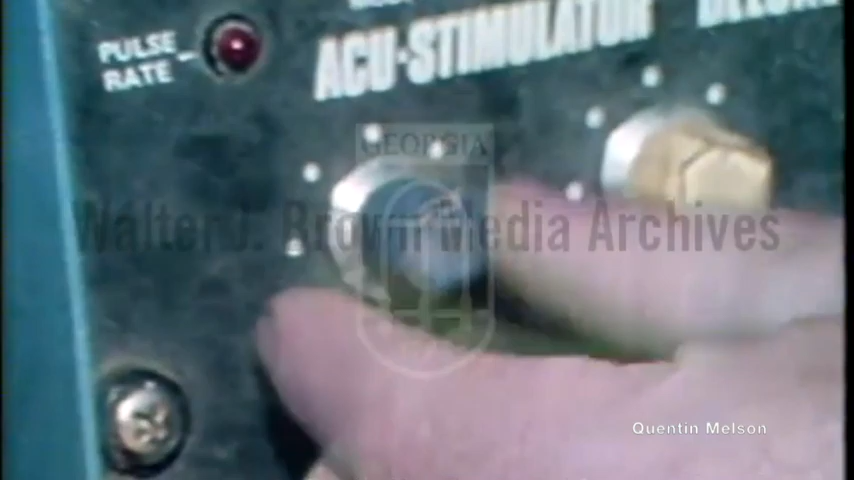 PULSE
RATE
ACU-STIMULATOR
GEORGIA
Walter J. Brown Media Archives
Quentin Melson